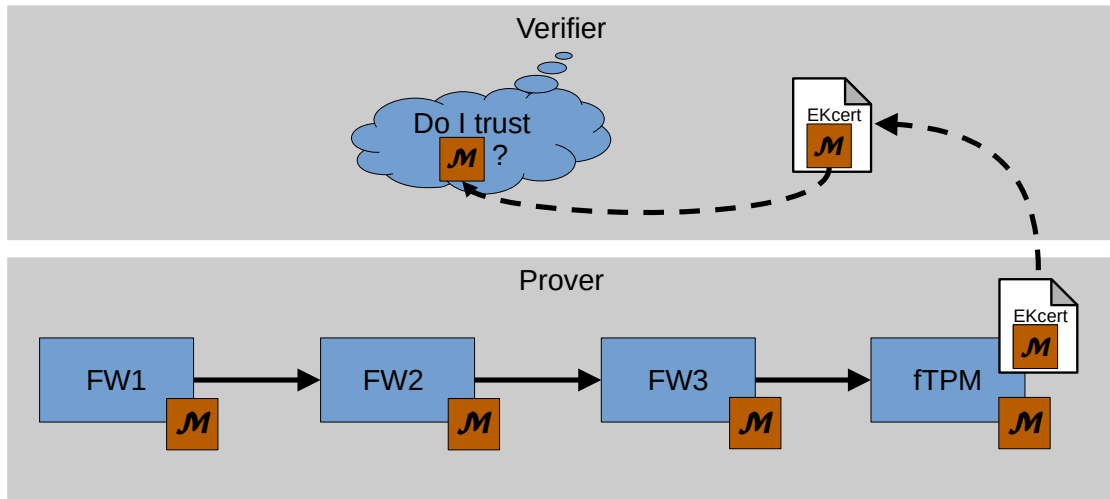 Verifier
Do I trust
M ?
EKcert
M
Prover
EKcert
M
FW1
FW2
FW3
fTPM
M
M
M
M